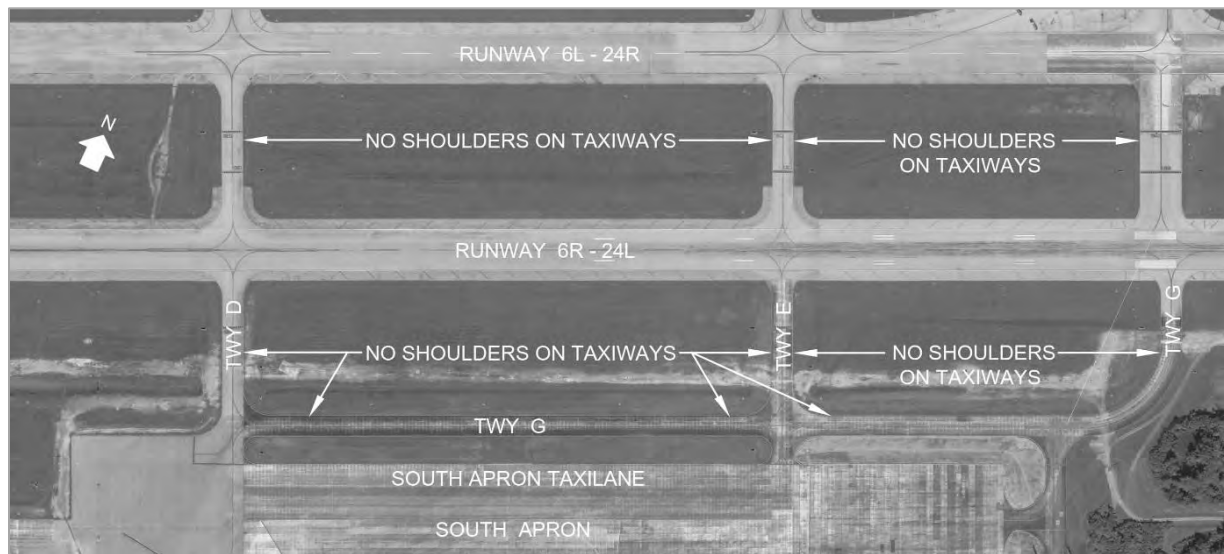 RUNWAY 6L - 24R
N
NO SHOULDERS ON TAXIWAYS
NO SHOULDERS
ON TAXIWAYS
RUNWAY 6R - 24L
TWY D
TWY E
TWY G
NO SHOULDERS ON TAXIWAYS
NO SHOULDERS
ON TAXIWAYS
TWY G
SOUTH APRON TAXILANE
SOUTH APRON